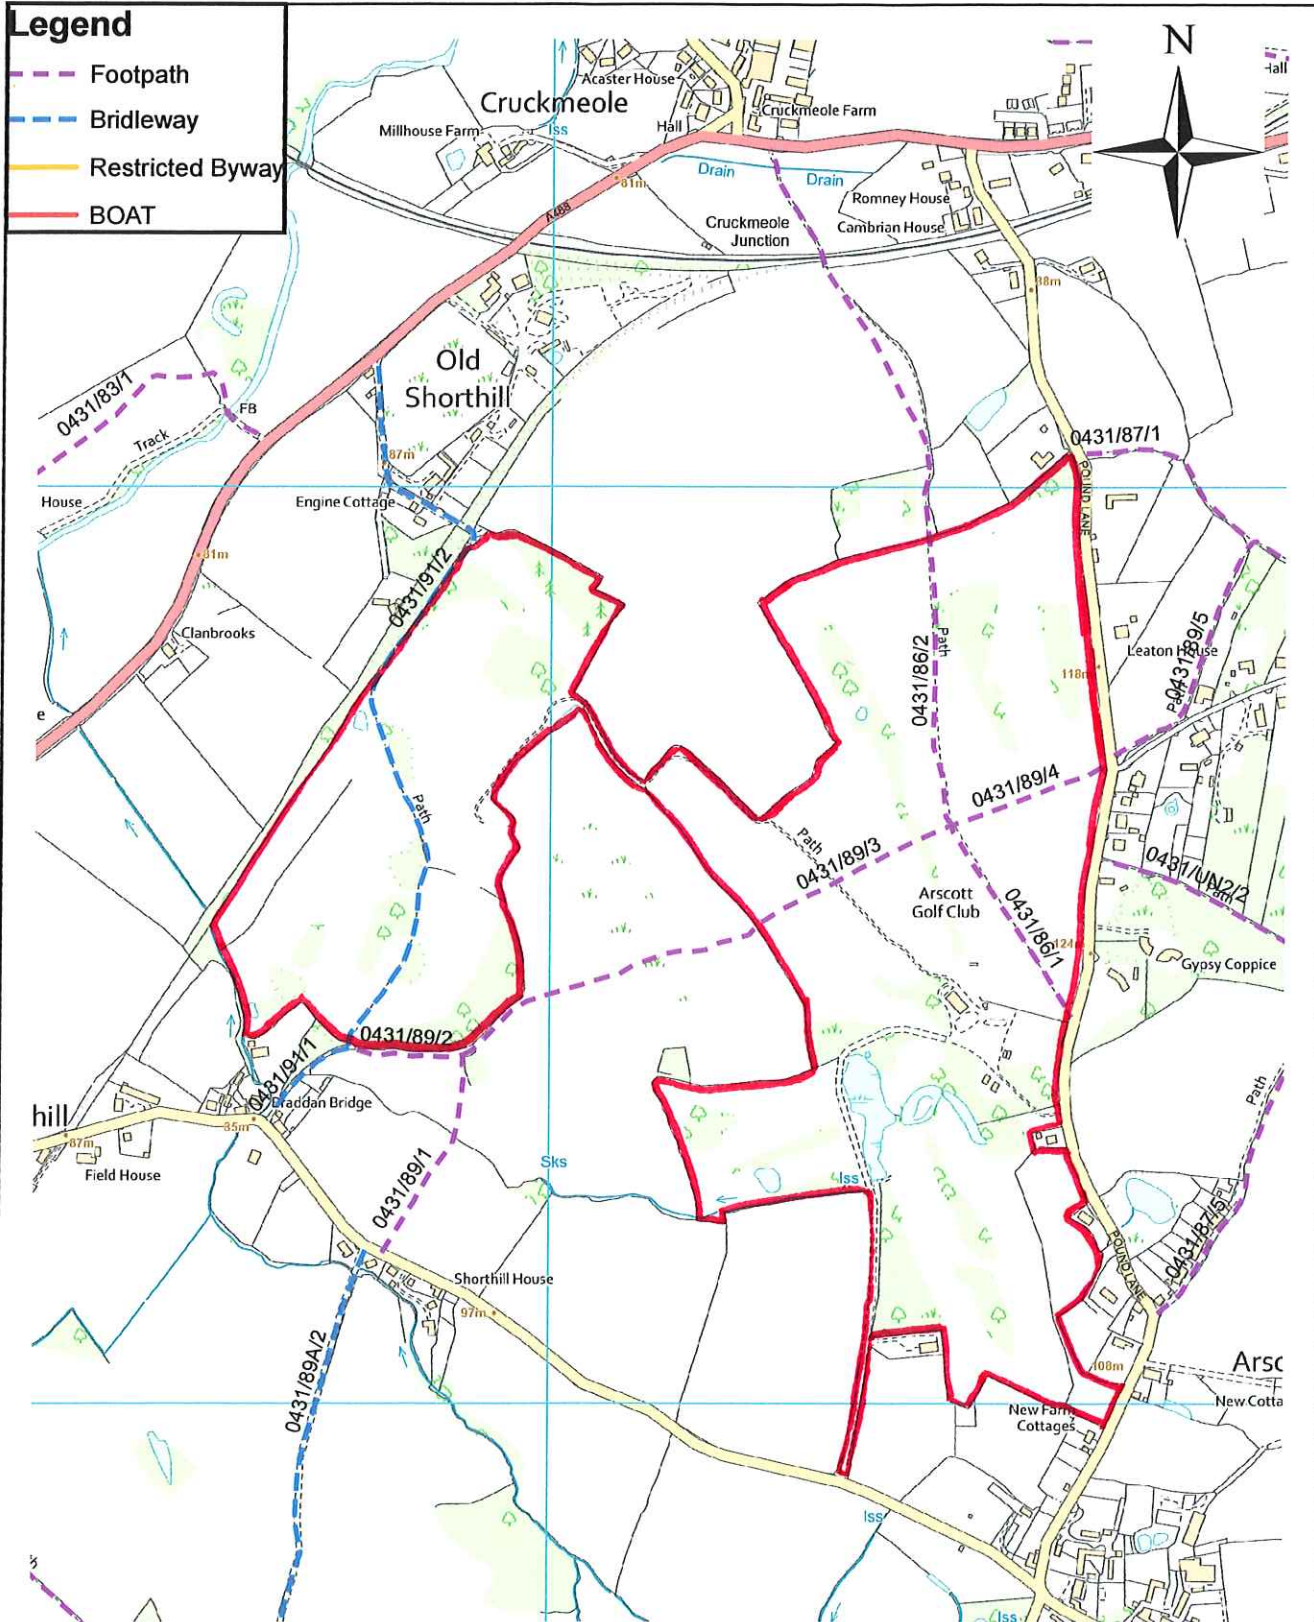 Legend
Footpath
Bridleway
Restricted Byway
BOAT
N
Acaster House
Cruckmeole
Iss
Millhouse Farm
Hall
Cruckmeole Farm
Hall
81m
Drain
Drain
A488
Romney House
Cruckmeole
Junction
Cambrian House
88m
Old
Shorthill
0431/83/1
FB
Track
87m
0431/87/1
House
Engine Cottage
POUND LANE
81m
0431/91/2
Clanbrooks
0431/86/2
Path
Leaton House
0431/89/5
118m
Path
e
0431/89/4
Path
Path
0431/89/3
0431/UN2/2
Path
Arscott
Golf Club
0431/86/1
124m
Gypsy Coppice
0431/89/2
0431/91/1
Braddan Bridge
Path
hill
85m
87m
Field House
Sks
Iss
0431/89/1
0431/87/5
POUND LANE
Shorthill House
97m
0431/89A/2
108m
Arsc
New Cotta
New Farm
Cottages
Iss
Iss